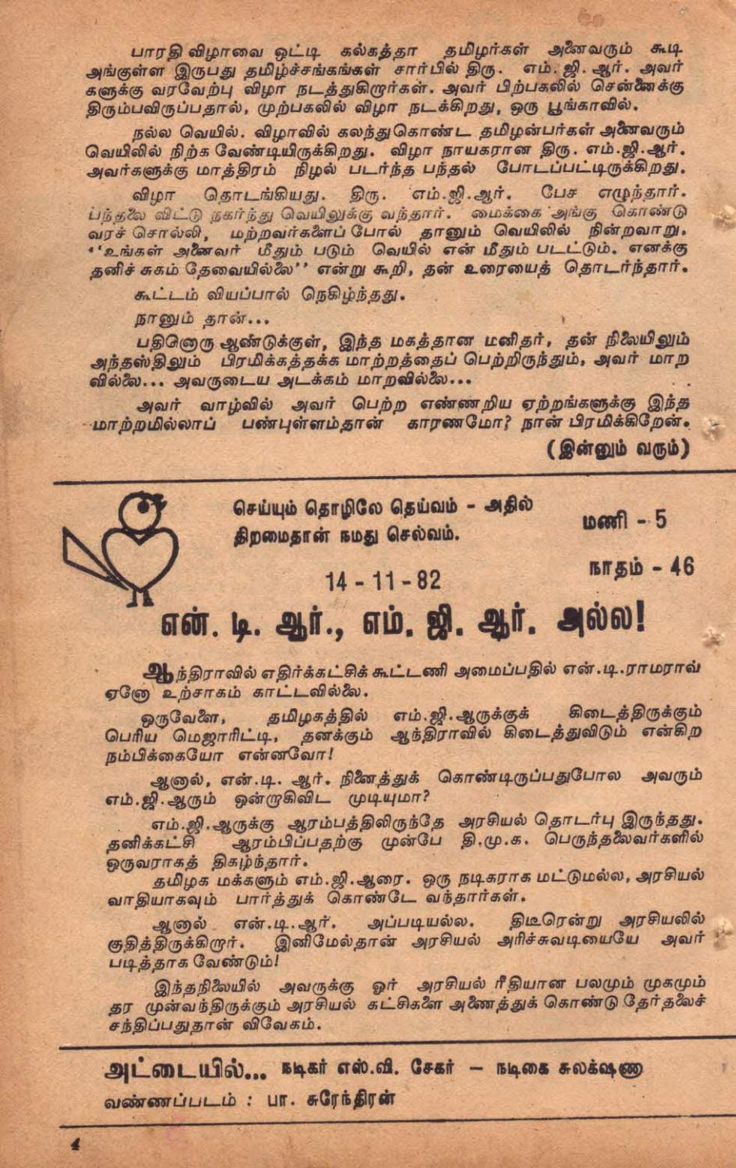 பாரதி விழாவை ஒட்டி கல்கத்தா தமிழர்கள் அனைவரும் கூடி
அங்குள்ள இருபது தமிழ்ச்சங்கங்கள் சார்பில் திரு. எம்.ஜி.ஆர். அவர்
களுக்கு வரவேற்பு விழா நடத்துகிறார்கள். அவர் பிற்பகலில் சென்னைக்கு
திரும்பவிருப்பதால், முற்பகலில் விழா நடக்கிறது, ஒரு பூங்காவில்.
நல்ல வெயில். விழாவில் கலந்துகொண்ட தமிழன்பர்கள் அனைவரும்
வெயிலில் நிற்க வேண்டியிருக்கிறது. விழா நாயகரான திரு. எம்.ஜி.ஆர்.
அவர்களுக்கு மாத்திரம் நிழல் படர்ந்த பந்தல் போடப்பட்டிருக்கிறது.
விழா தொடங்கியது. திரு. எம்.ஜி.ஆர். பேச எழுந்தார்.
பந்தலை விட்டு நகர்ந்து வெயிலுக்கு வந்தார். மைக்கை அங்கு கொண்டு
வரச் சொல்லி, மற்றவர்களைப் போல் தானும் வெயிலில் நின்றவாறு.
"உங்கள் அனைவர் மீதும் படும் வெயில் என் மீதும் படட்டும். எனக்கு
தனிச் சுகம் தேவையில்லை" என்று கூறி, தன் உரையைத் தொடர்ந்தார்.
கூட்டம் வியப்பால் நெகிழ்ந்தது.
நானும் தான்...
பதினொரு ஆண்டுக்குள், இந்த மகத்தான மனிதர், தன் நிலையிலும்
அந்தஸ்திலும் பிரமிக்கத்தக்க மாற்றத்தைப் பெற்றிருந்தும், அவர் மாற
வில்லை... அவருடைய அடக்கம் மாறவில்லை...
அவர் வாழ்வில் அவர் பெற்ற எண்ணறிய ஏற்றங்களுக்கு இந்த
மாற்றமில்லாப் பண்புள்ளம்தான் காரணமோ? நான் பிரமிக்கிறேன்.
(இன்னும் வரும்)
செய்யும் தொழிலே தெய்வம் - அதில்
திறமைதான் நமது செல்வம்.
மணி - 5
நாதம் - 46
14 - 11 - 82
என். டி. ஆர்., எம். ஜி. ஆர். அல்ல!
ஆந்திராவில் எதிர்க்கட்சிக் கூட்டணி அமைப்பதில் என்.டி.ராமராவ்
ஏனோ உற்சாகம் காட்டவில்லை.
ஒருவேளை, தமிழகத்தில் எம்.ஜி.ஆருக்குக் கிடைத்திருக்கும்
பெரிய மெஜாரிட்டி, தனக்கும் ஆந்திராவில் கிடைத்துவிடும் என்கிற
நம்பிக்கையோ என்னவோ!
ஆனால், என்.டி. ஆர். நினைத்துக் கொண்டிருப்பதுபோல அவரும்
எம்.ஜி.ஆரும் ஒன்றாகிவிட முடியுமா?
எம்.ஜி.ஆருக்கு ஆரம்பத்திலிருந்தே அரசியல் தொடர்பு இருந்தது.
தனிக்கட்சி ஆரம்பிப்பதற்கு முன்பே தி.மு.க. பெருந்தலைவர்களில்
ஒருவராகத் திகழ்ந்தார்.
தமிழக மக்களும் எம்.ஜி.ஆரை. ஒரு நடிகராக மட்டுமல்ல, அரசியல்
வாதியாகவும் பார்த்துக் கொண்டே வந்தார்கள்.
ஆனால் என்.டி.ஆர். அப்படியல்ல. திடீரென்று அரசியலில்
குதித்திருக்கிறார். இனிமேல்தான் அரசியல் அரிச்சுவடியையே அவர்
படித்தாக வேண்டும்!
இந்தநிலையில் அவருக்கு ஓர் அரசியல் ரீதியான பலமும் முகமும்
தர முன்வந்திருக்கும் அரசியல் கட்சிகளை அணைத்துக் கொண்டு தேர்தலைச்
சந்திப்பதுதான் விவேகம்.
அட்டையில்... நடிகர் எஸ்.வி. சேகர் – நடிகை சுலக்ஷணா
வண்ணப்படம் : பா. சுரேந்திரன்
4